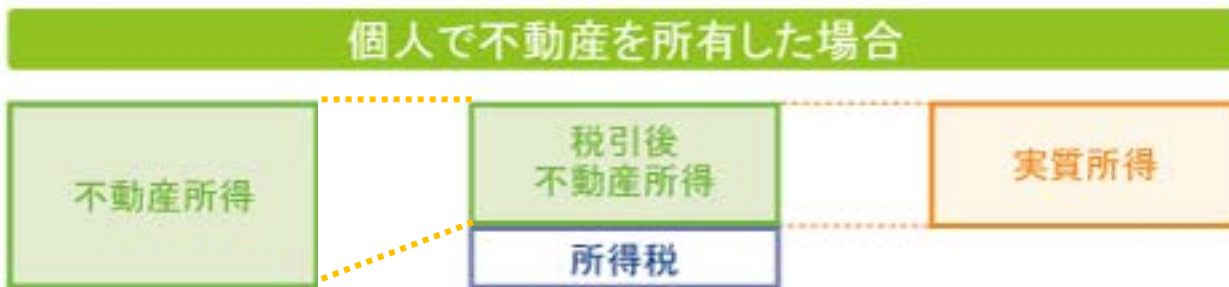 個人で不動産を所有した場合
不動産所得
税引後
不動産所得
所得税
実質所得